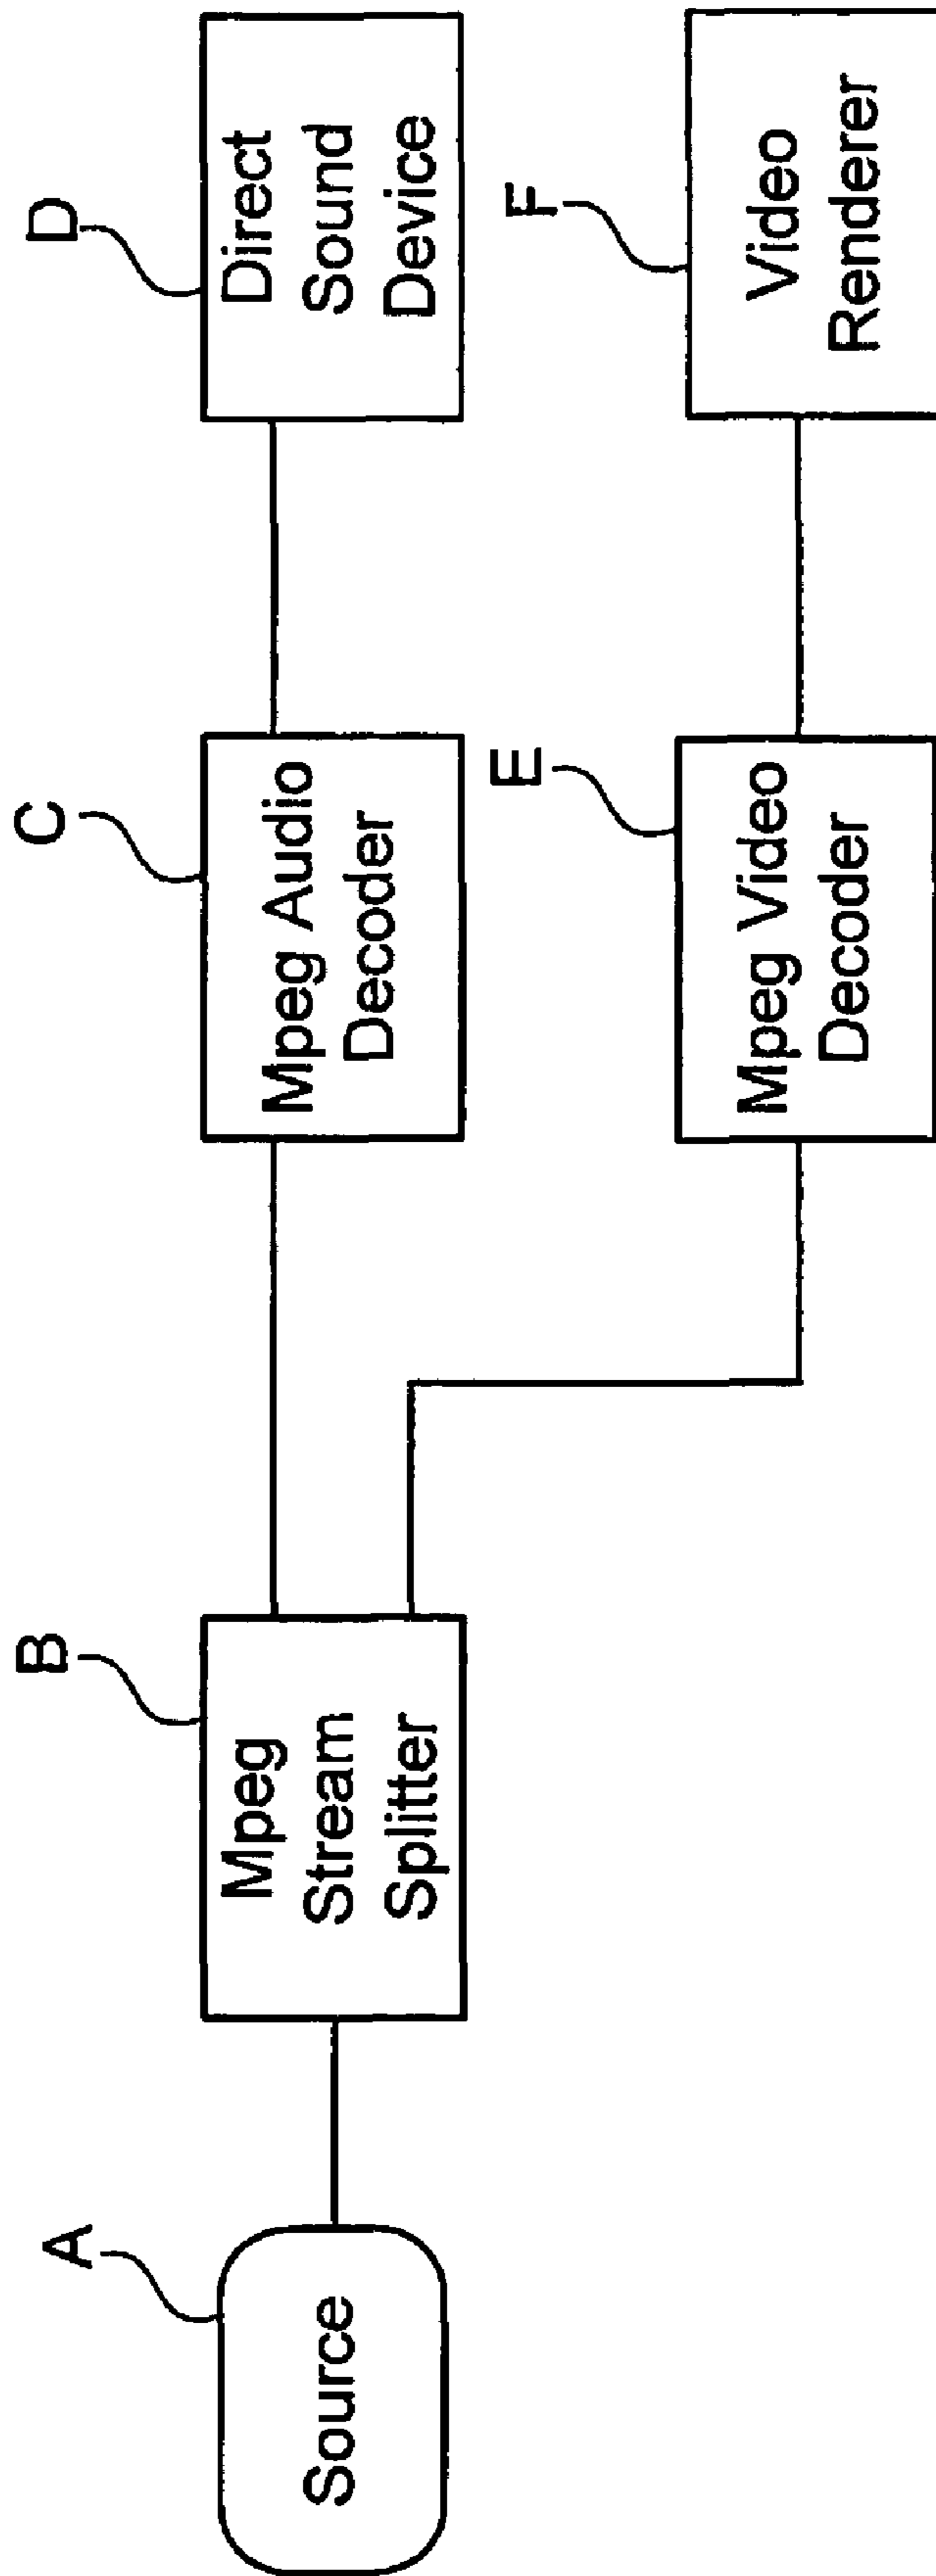 A
Source
B
Mpeg
Stream
Splitter
C
Mpeg Audio
Decoder
D
Direct
Sound
Device
E
Mpeg Video
Decoder
F
Video
Renderer